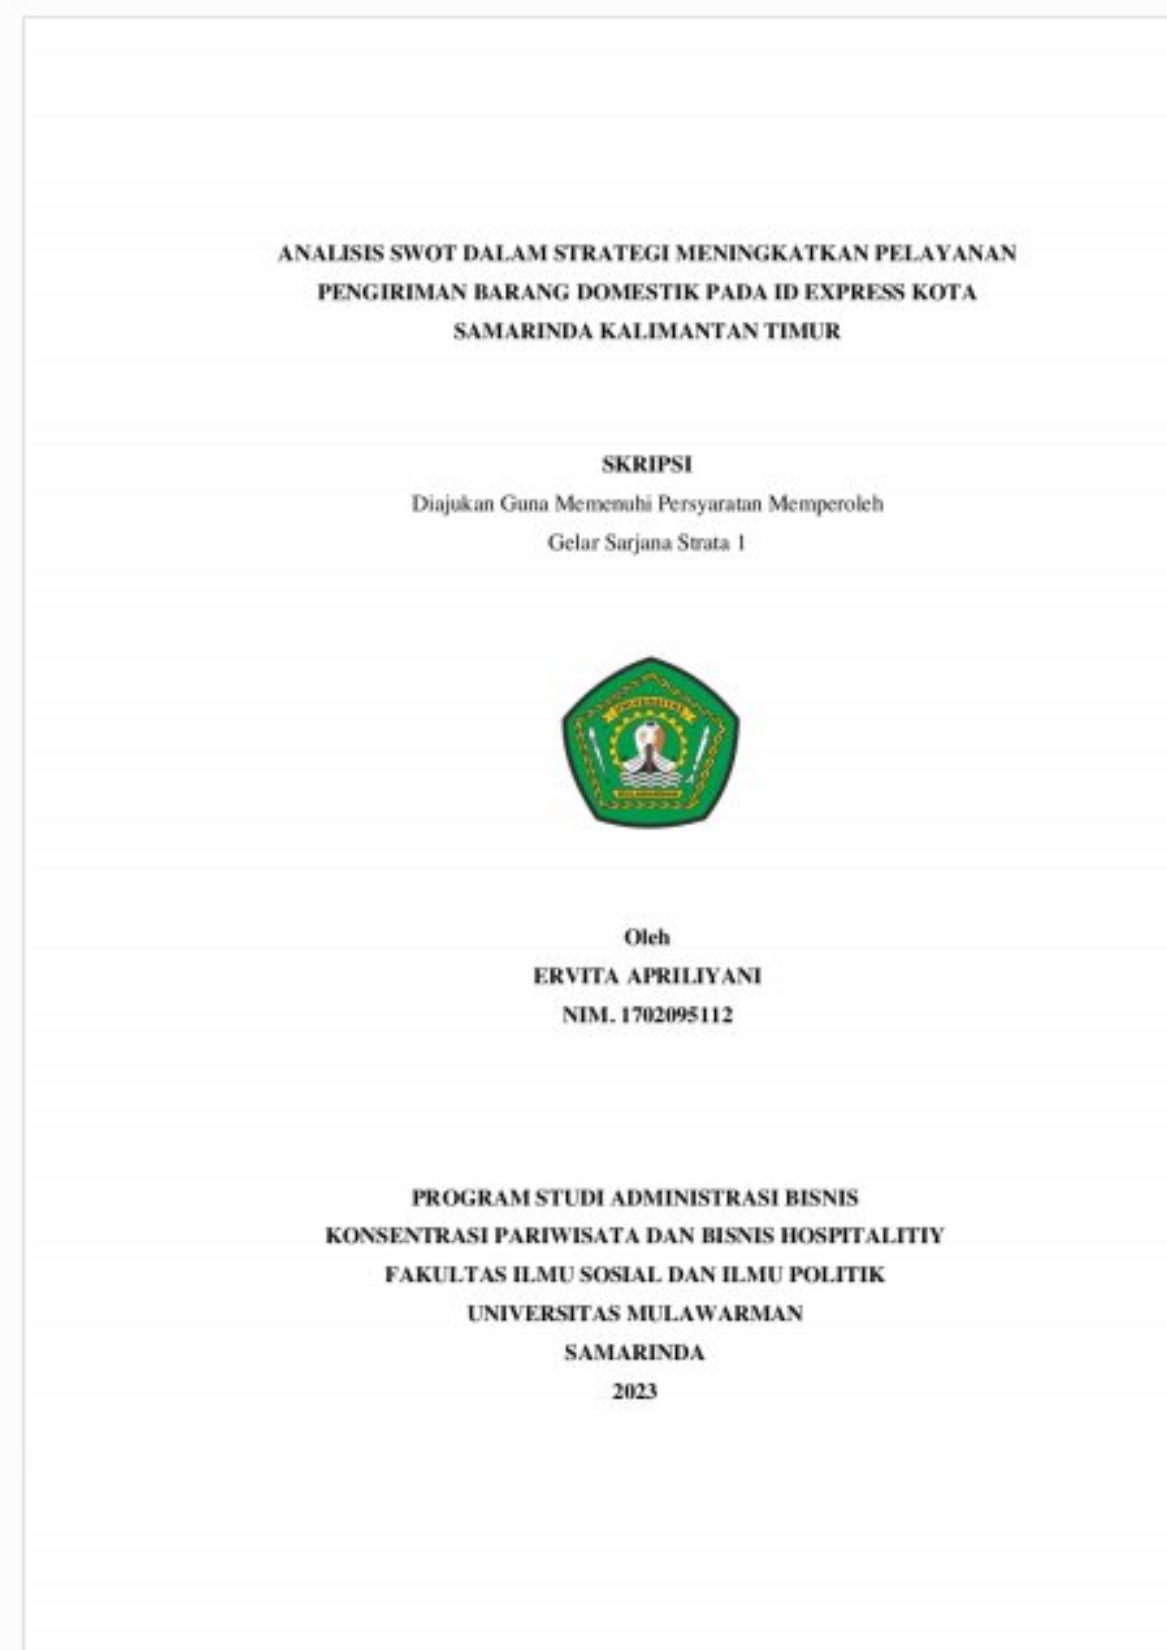 ANALISIS SWOT DALAM STRATEGI MENINGKATKAN PELAYANAN
PENGIRIMAN BARANG DOMESTIK PADA ID EXPRESS KOTA
SAMARINDA KALIMANTAN TIMUR
SKRIPSI
Diajukan Guna Memenuhi Persyaratan Memperoleh
Gelar Sarjana Strata 1
UNIVERSITAS
Oleh
ERVITA APRILIYANI
NIM. 1702095112
PROGRAM STUDI ADMINISTRASI BISNIS
KONSENTRASI PARIWISATA DAN BISNIS HOSPITALITIY
FAKULTAS ILMU SOSIAL DAN ILMU POLITIK
UNIVERSITAS MULAWARMAN
SAMARINDA
2023